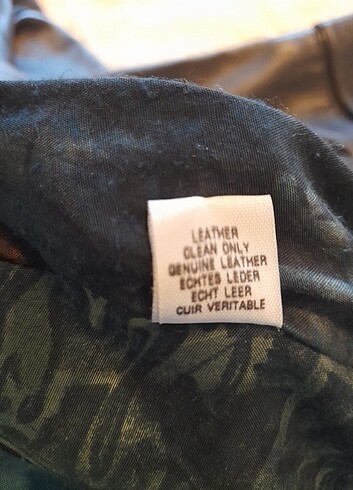 LEATHER
CLEAN ONLY
GENUINE LEATHER
ECHTES LEDER
ECHT LEER
CUIR VERITABLE